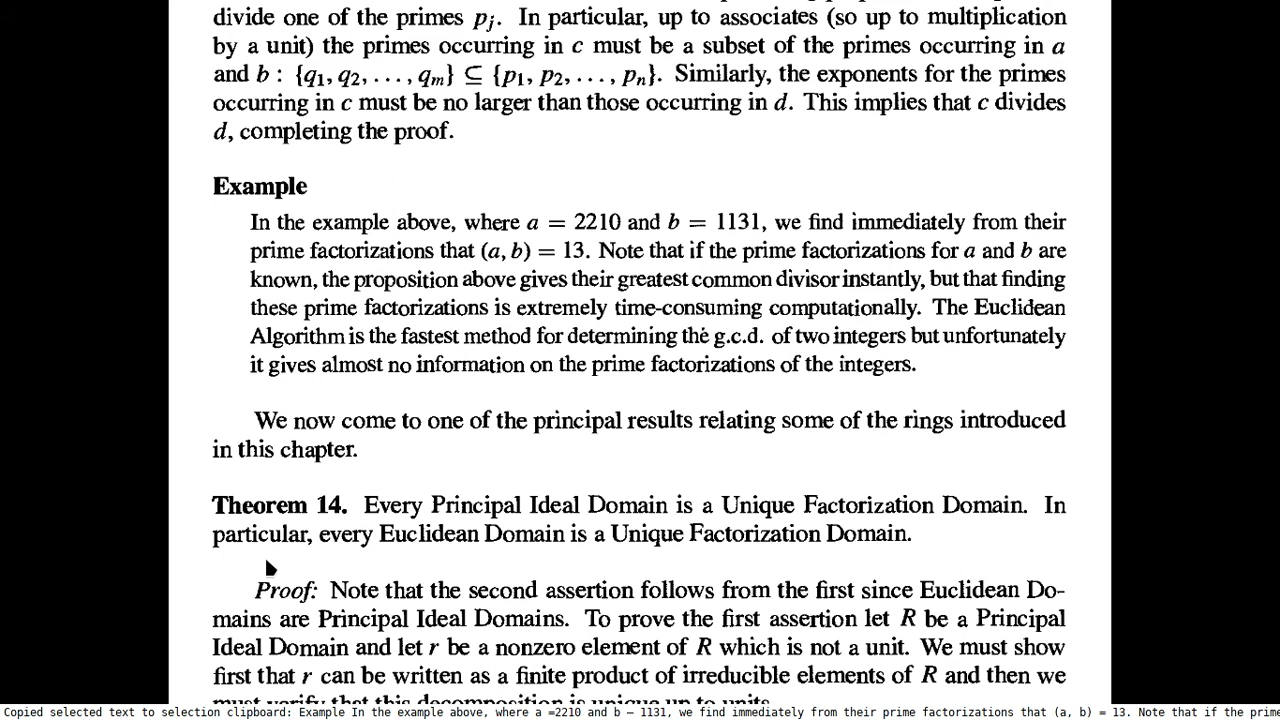 divide one of the primes pⱼ. In particular, up to associates (so up to multiplication
by a unit) the primes occurring in c must be a subset of the primes occurring in a
and b : {q₁, q₂, . . . , qₘ} ⊆ {p₁, p₂, . . . , pₙ}. Similarly, the exponents for the primes
occurring in c must be no larger than those occurring in d. This implies that c divides
d, completing the proof.
Example
In the example above, where a = 2210 and b = 1131, we find immediately from their
prime factorizations that (a, b) = 13. Note that if the prime factorizations for a and b are
known, the proposition above gives their greatest common divisor instantly, but that finding
these prime factorizations is extremely time-consuming computationally. The Euclidean
Algorithm is the fastest method for determining the g.c.d. of two integers but unfortunately
it gives almost no information on the prime factorizations of the integers.
We now come to one of the principal results relating some of the rings introduced
in this chapter.
Theorem 14. Every Principal Ideal Domain is a Unique Factorization Domain. In
particular, every Euclidean Domain is a Unique Factorization Domain.
Proof: Note that the second assertion follows from the first since Euclidean Do-
mains are Principal Ideal Domains. To prove the first assertion let R be a Principal
Ideal Domain and let r be a nonzero element of R which is not a unit. We must show
first that r can be written as a finite product of irreducible elements of R and then we
must verify that this decomposition is unique up to units.
Copied selected text to selection clipboard: Example In the example above, where a =2210 and b — 1131, we find immediately from their prime factorizations that (a, b) = 13. Note that if the prime